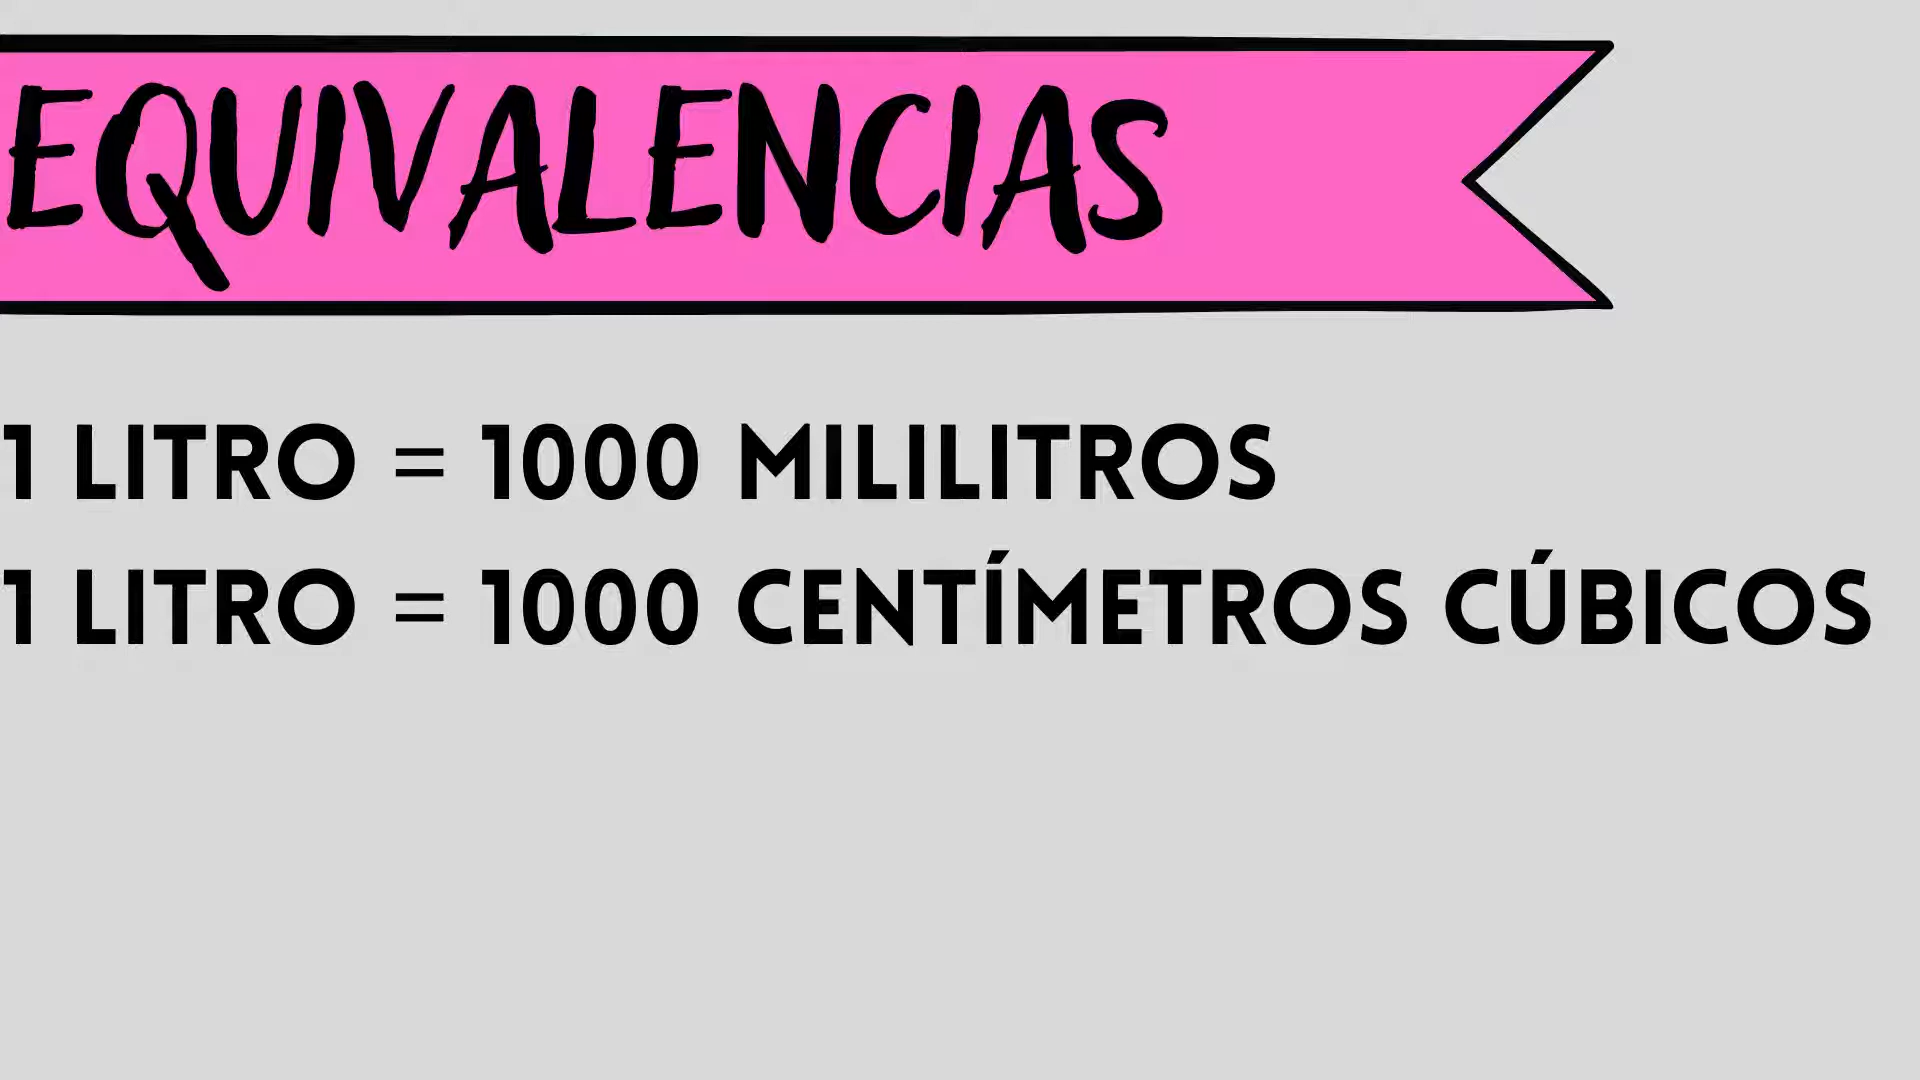 EQUIVALENCIAS
1 LITRO = 1000 MILILITROS
1 LITRO = 1000 CENTÍMETROS CÚBICOS